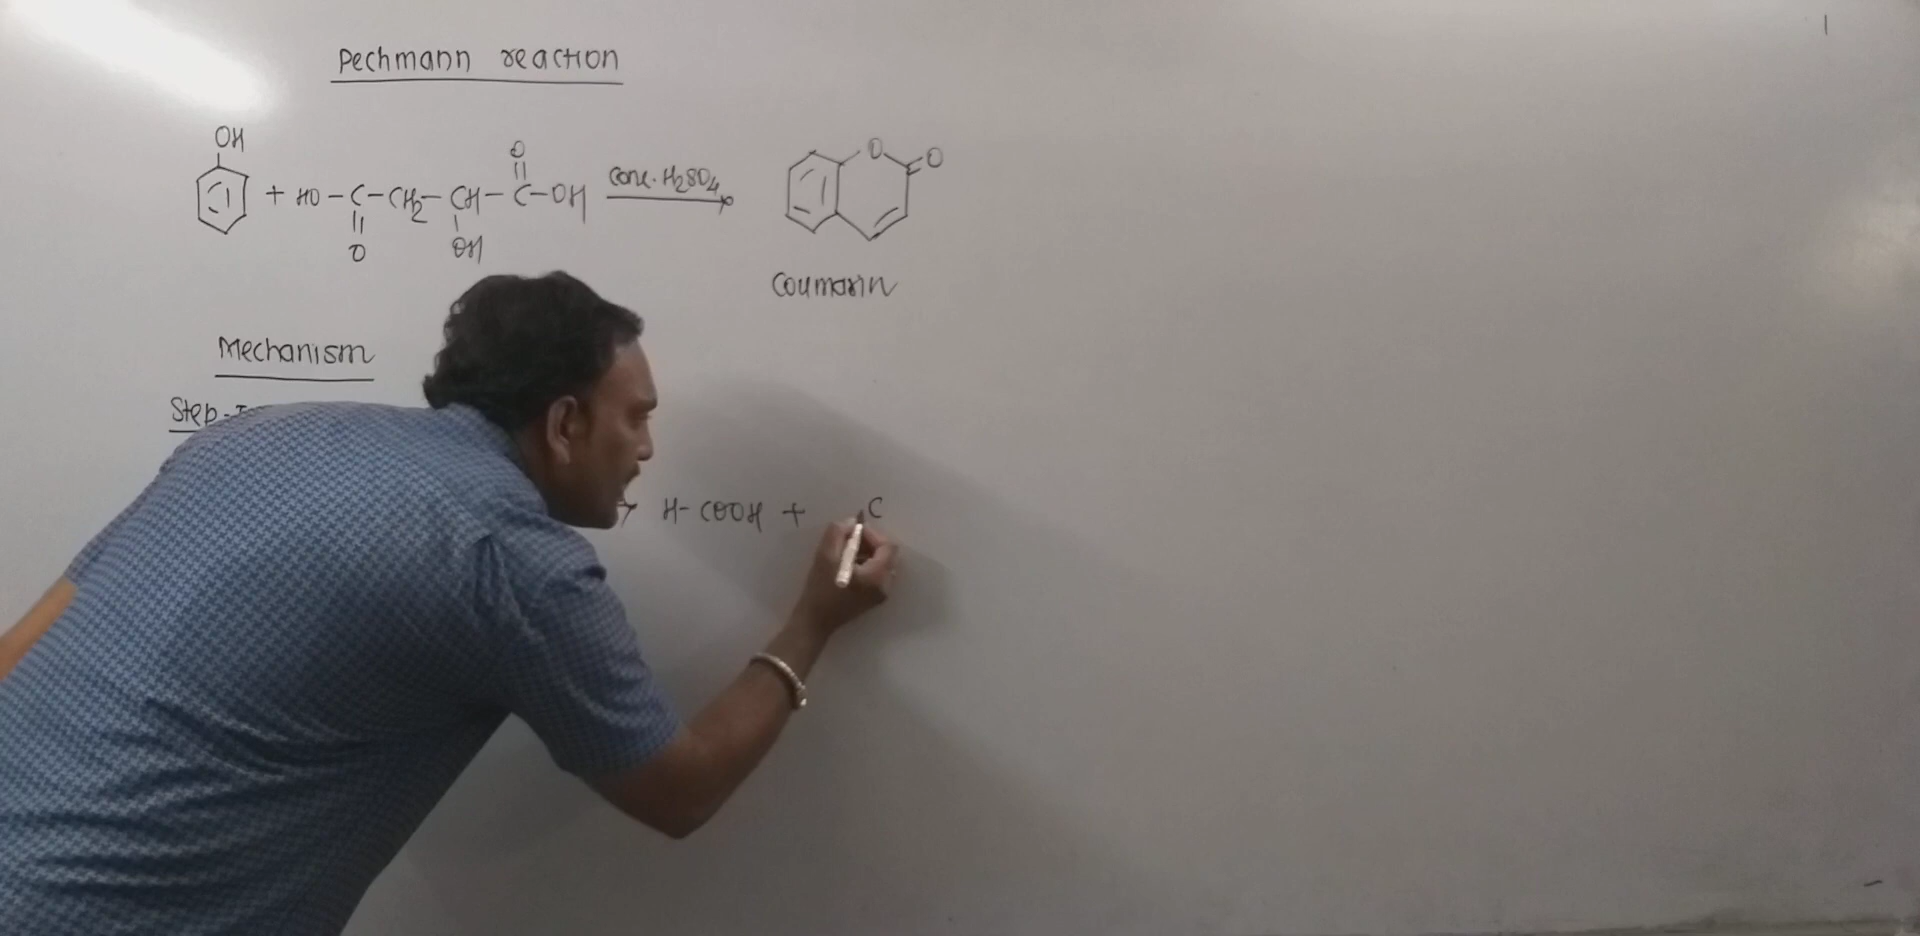 Pechmann reaction
OH
O
+ HO-C-CH2-CH-C-OH conc. H2SO4
O OH
O O
Coumarin
Mechanism
Step-I
H-COOH + C